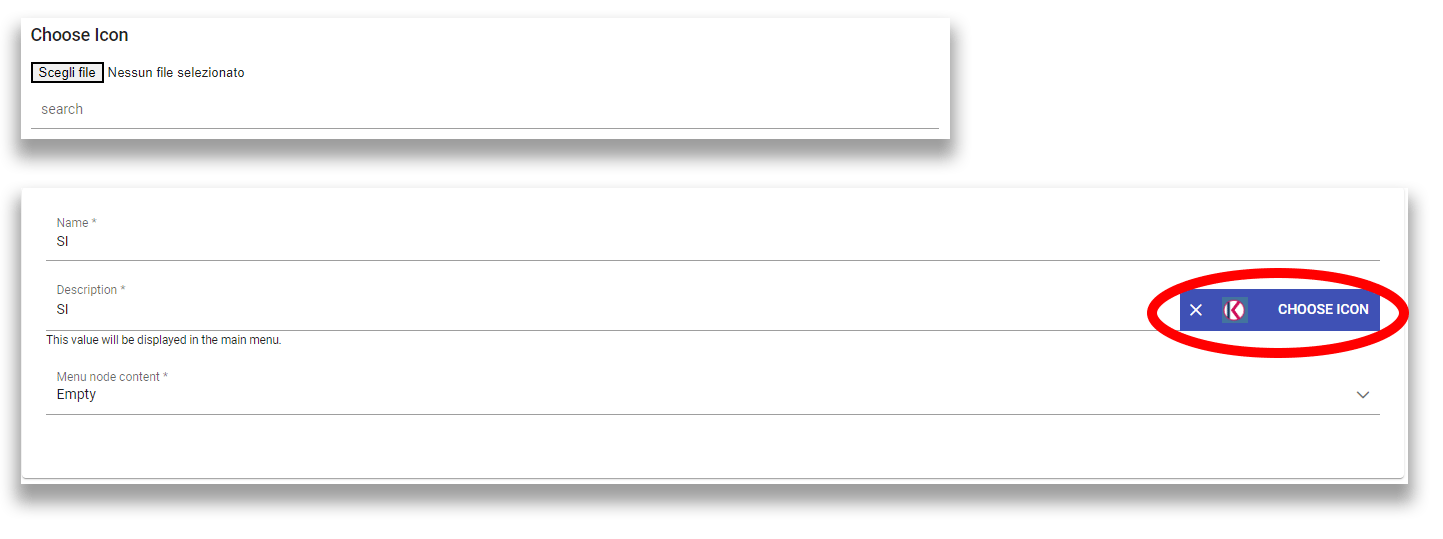 Choose Icon
Scegli file Nessun file selezionato
search
Name *
SI
Description *
SI
K
CHOOSE ICON
This value will be displayed in the main menu.
Menu node content *
Empty